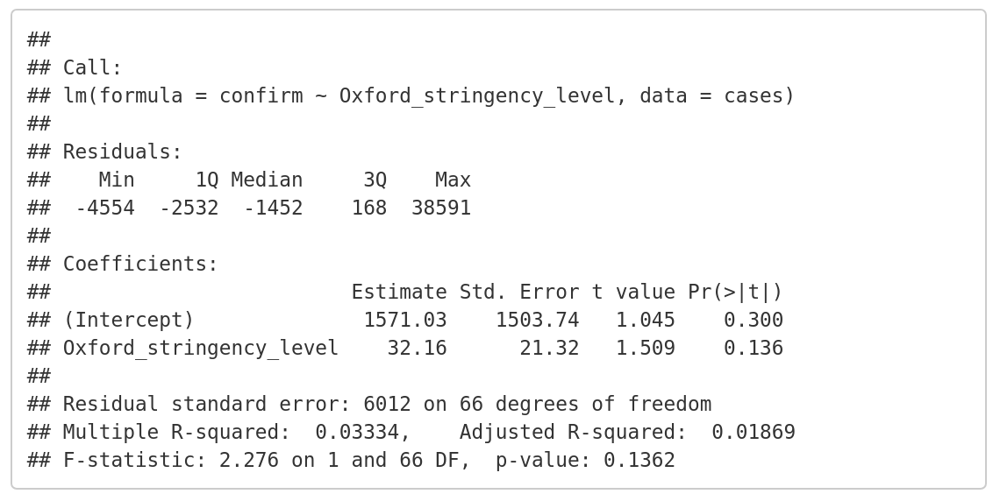 ##
## Call:
## lm(formula = confirm ~ Oxford_stringency_level, data = cases)
##
## Residuals:
##    Min     1Q Median     3Q    Max
##  -4554  -2532  -1452    168  38591
##
## Coefficients:
##                         Estimate Std. Error t value Pr(>|t|)
## (Intercept)              1571.03    1503.74   1.045    0.300
## Oxford_stringency_level    32.16      21.32   1.509    0.136
##
## Residual standard error: 6012 on 66 degrees of freedom
## Multiple R-squared:  0.03334,    Adjusted R-squared:  0.01869
## F-statistic: 2.276 on 1 and 66 DF,  p-value: 0.1362